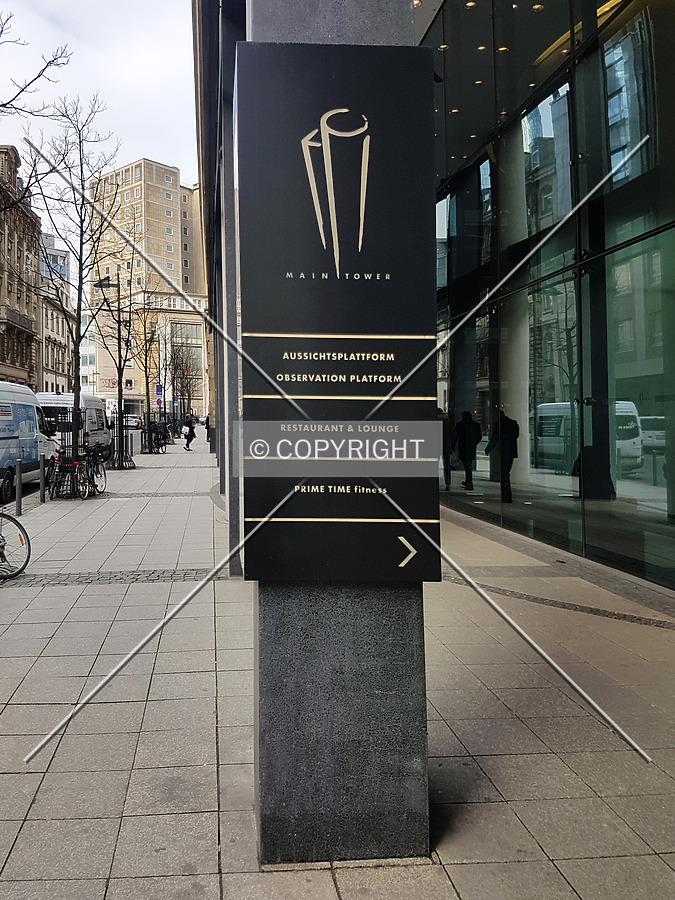 MAIN TOWER
AUSSICHTSPLATTFORM
OBSERVATION PLATFORM
RESTAURANT & LOUNGE
© COPYRIGHT
PRIME TIME fitness